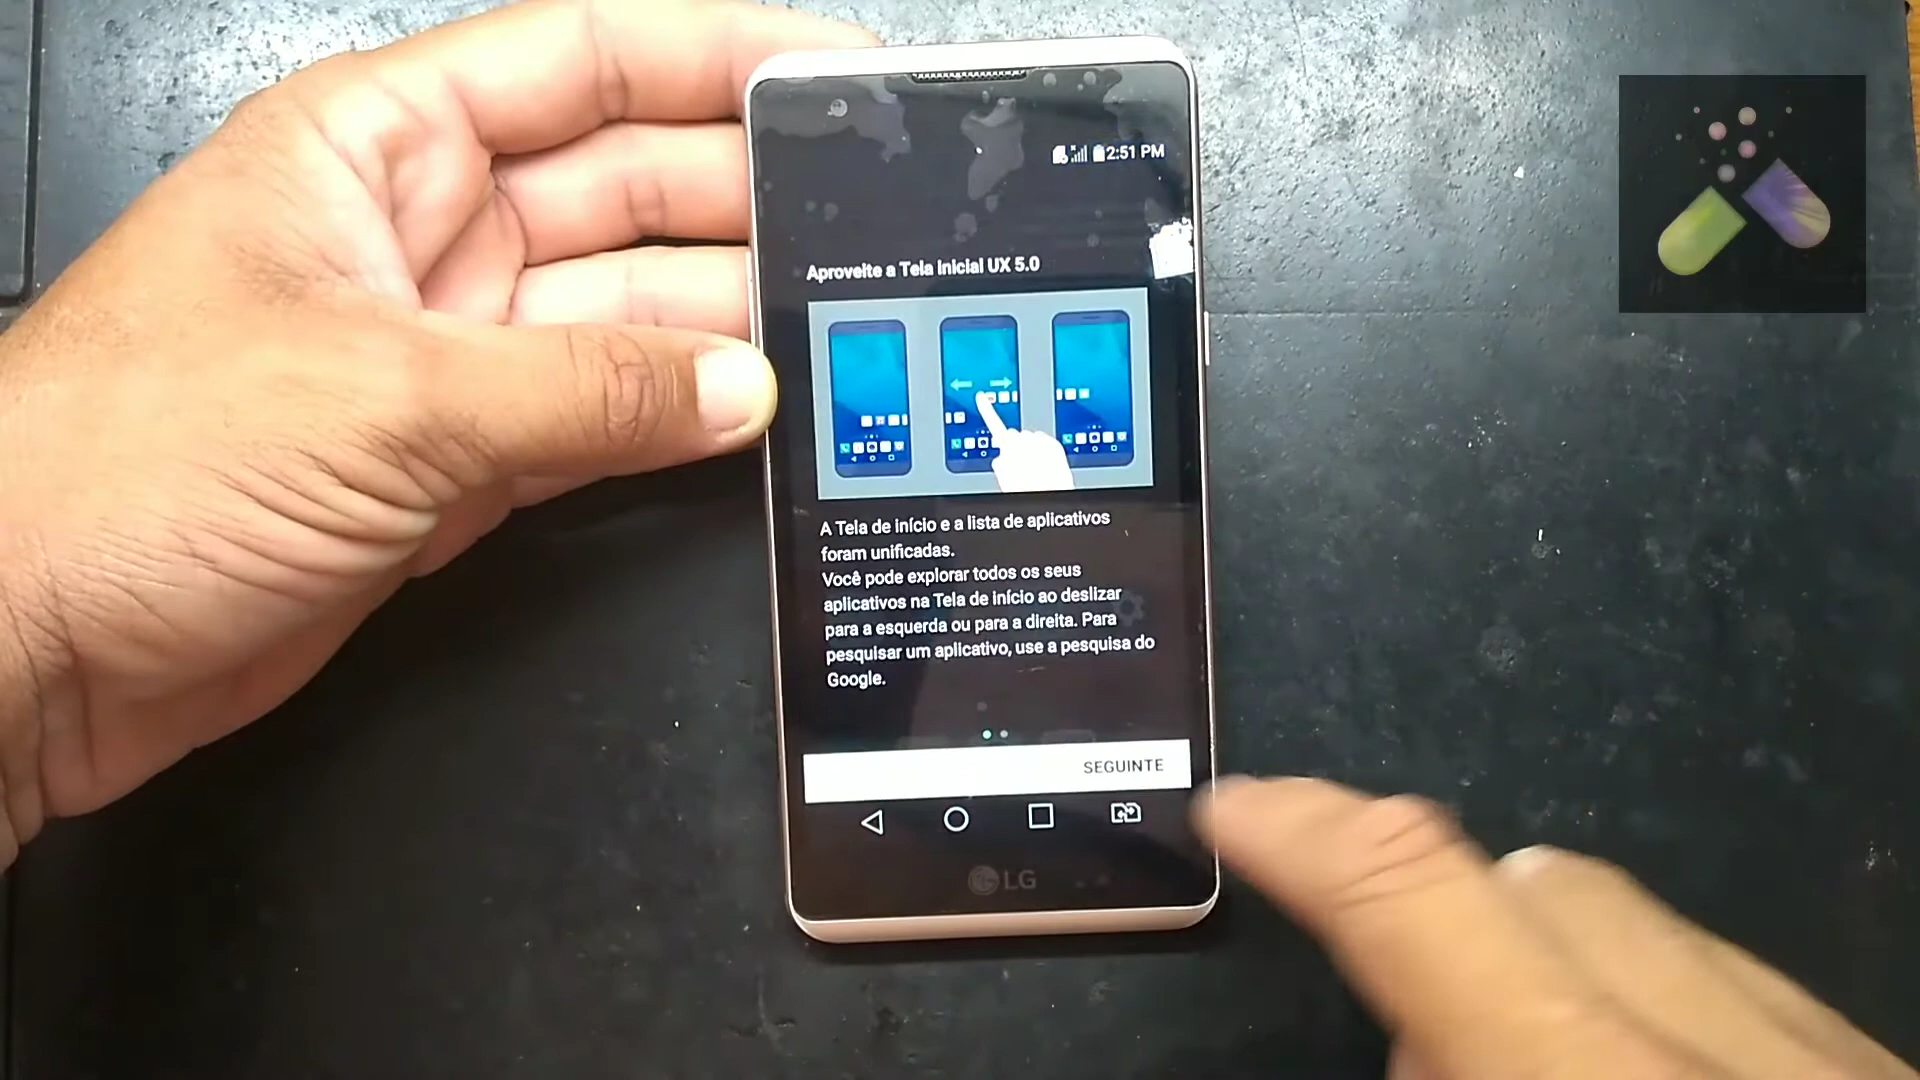 2:51 PM
Aproveite a Tela Inicial UX 5.0
A Tela de início e a lista de aplicativos
foram unificadas.
Você pode explorar todos os seus
aplicativos na Tela de início ao deslizar
para a esquerda ou para a direita. Para
pesquisar um aplicativo, use a pesquisa do
Google.
SEGUINTE
LG